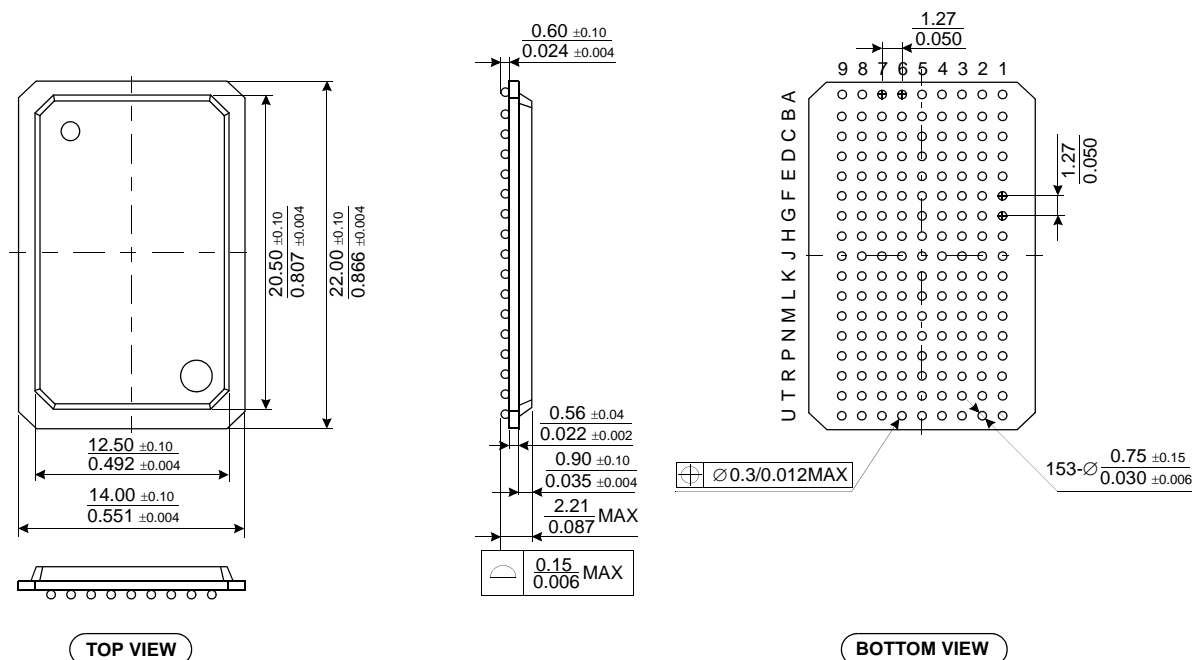 0.60 ±0.10
0.024 ±0.004
1.27
0.050
9 8 7 6 5 4 3 2 1
A
B
C
D
E
F
G
H
J
K
L
M
N
P
R
T
U
1.27
0.050
20.50 ±0.10
0.807 ±0.004
22.00 ±0.10
0.866 ±0.004
12.50 ±0.10
0.492 ±0.004
14.00 ±0.10
0.551 ±0.004
0.56 ±0.04
0.022 ±0.002
0.90 ±0.10
0.035 ±0.004
2.21
0.087 MAX
0.15
0.006 MAX
Ø0.3/0.012MAX
153-Ø 0.75 ±0.15
0.030 ±0.006
TOP VIEW
BOTTOM VIEW